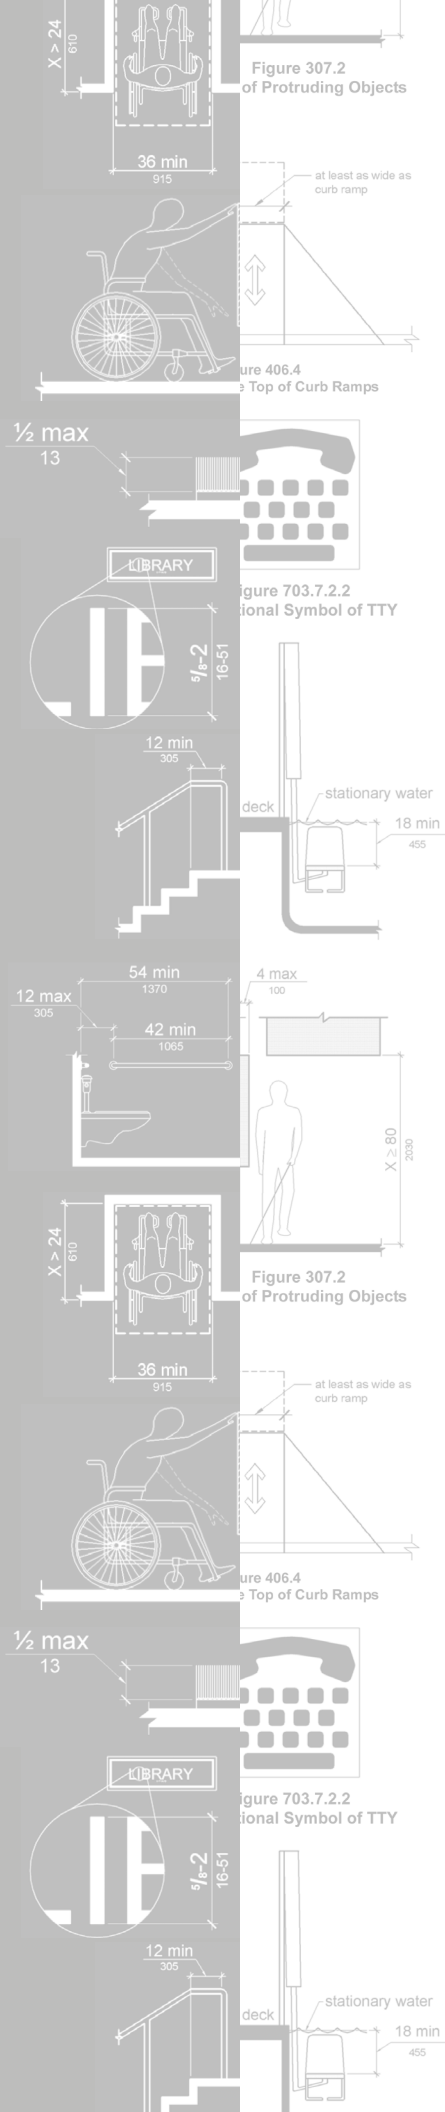 X > 24
610
Figure 307.2
of Protruding Objects
36 min
915
at least as wide as
curb ramp
ure 406.4
e Top of Curb Ramps
½ max
13
LIBRARY
igure 703.7.2.2
ional Symbol of TTY
5/8-2
16-51
12 min
305
deck
stationary water
18 min
455
54 min
1370
4 max
100
12 max
305
42 min
1065
X ≥ 80
2030
X > 24
610
Figure 307.2
of Protruding Objects
36 min
915
at least as wide as
curb ramp
ure 406.4
e Top of Curb Ramps
½ max
13
LIBRARY
igure 703.7.2.2
ional Symbol of TTY
5/8-2
16-51
12 min
305
deck
stationary water
18 min
455